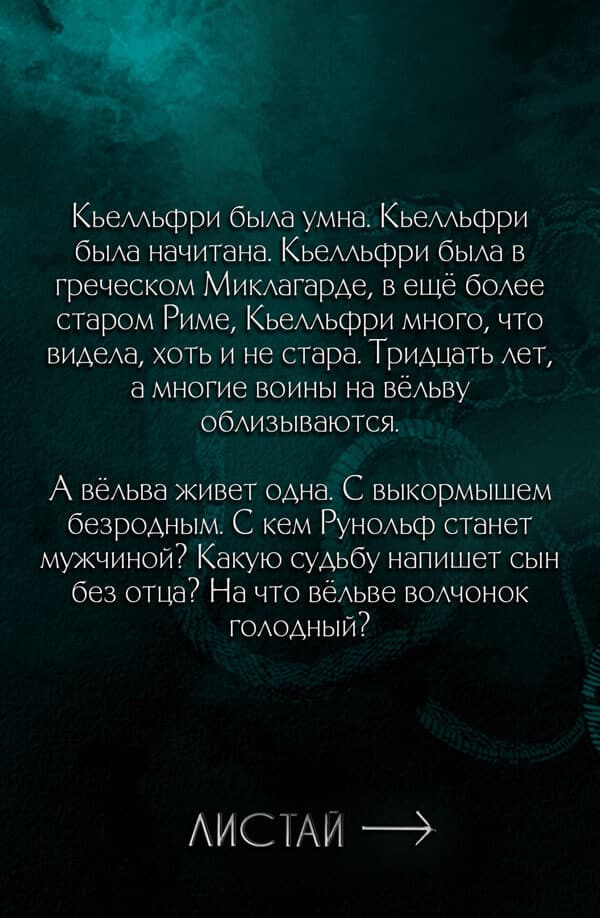 Кьелльфри была умна. Кьелльфри
была начитана. Кьелльфри была в
греческом Миклагарде, в ещё более
старом Риме, Кьелльфри много, что
видела, хоть и не стара. Тридцать лет,
а многие воины на вёльву
облизываются.
А вёльва живет одна. С выкормышем
безродным. С кем Рунольф станет
мужчиной? Какую судьбу напишет сын
без отца? На что вёльве волчонок
голодный?
ЛИСТАЙ →